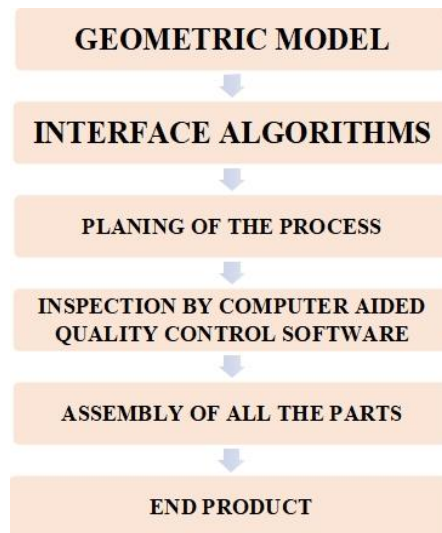 GEOMETRIC MODEL
INTERFACE ALGORITHMS
PLANING OF THE PROCESS
INSPECTION BY COMPUTER AIDED
QUALITY CONTROL SOFTWARE
ASSEMBLY OF ALL THE PARTS
END PRODUCT